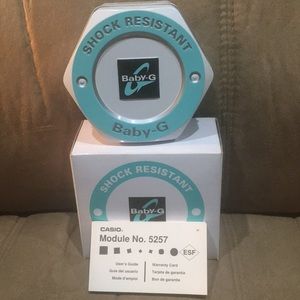 SHOCK RESISTANT
Baby-G
Baby-G
SHOCK RESISTANT
Baby-G
CASIO
Module No. 5257
ESF
User's Guide
Guía del usuario
Mode d'emploi
Warranty Card
Tarjeta de garantía
Bon de garantie